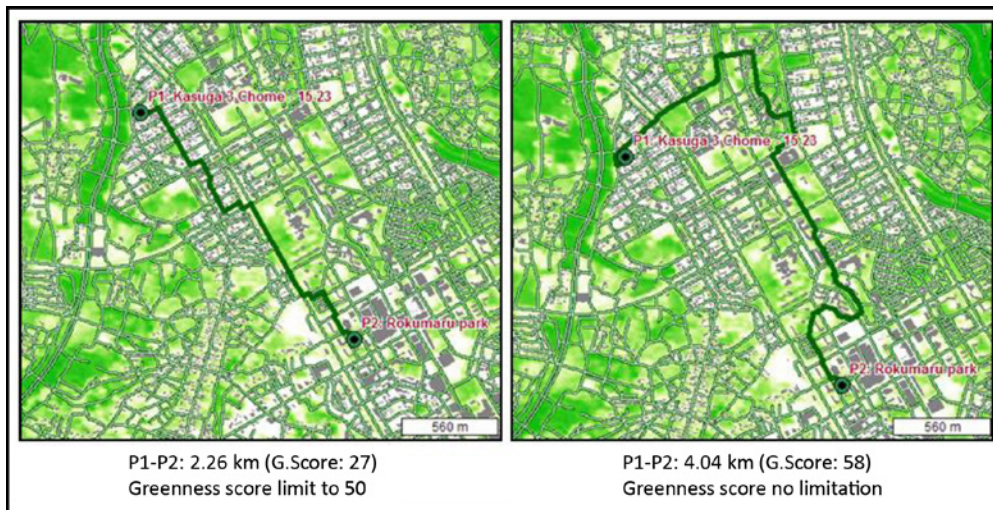 P1: Kasuga 3 Chome - 15 23
P2: Rokumaru park
560 m
P1-P2: 2.26 km (G.Score: 27)
Greenness score limit to 50
P1: Kasuga 3 Chome - 15 23
P2: Rokumaru park
560 m
P1-P2: 4.04 km (G.Score: 58)
Greenness score no limitation